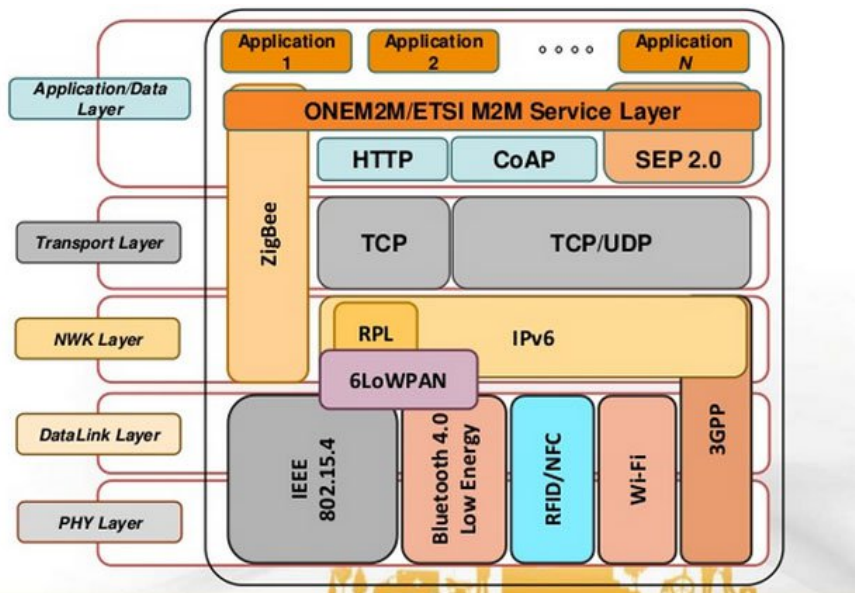 Application
1
Application
2
Application
N
Application/Data
Layer
ONEM2M/ETSI M2M Service Layer
HTTP
CoAP
SEP 2.0
ZigBee
Transport Layer
TCP
TCP/UDP
NWK Layer
RPL
IPv6
6LoWPAN
DataLink Layer
IEEE
802.15.4
Bluetooth 4.0
Low Energy
RFID/NFC
Wi-Fi
3GPP
PHY Layer